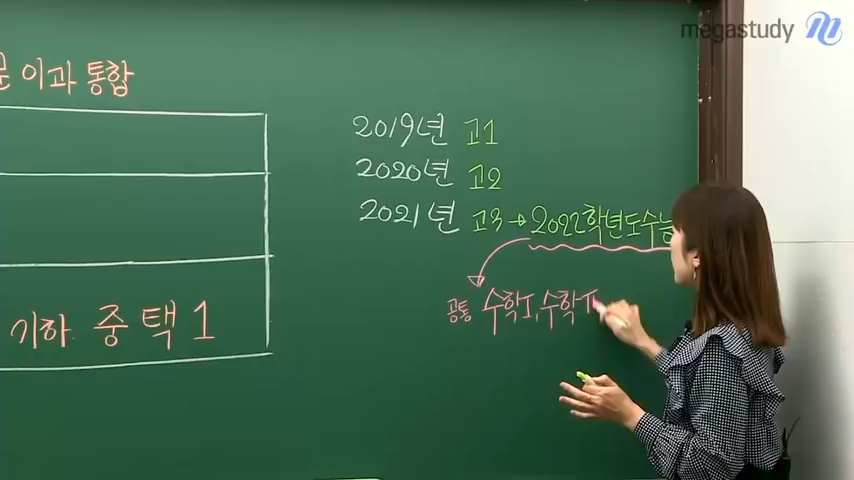 megastudy
문 이과 통합
2019년 고1
2020년 고2
2021년 고3 → 2022학년도수능
공통 수학I, 수학II
기하 중 택 1